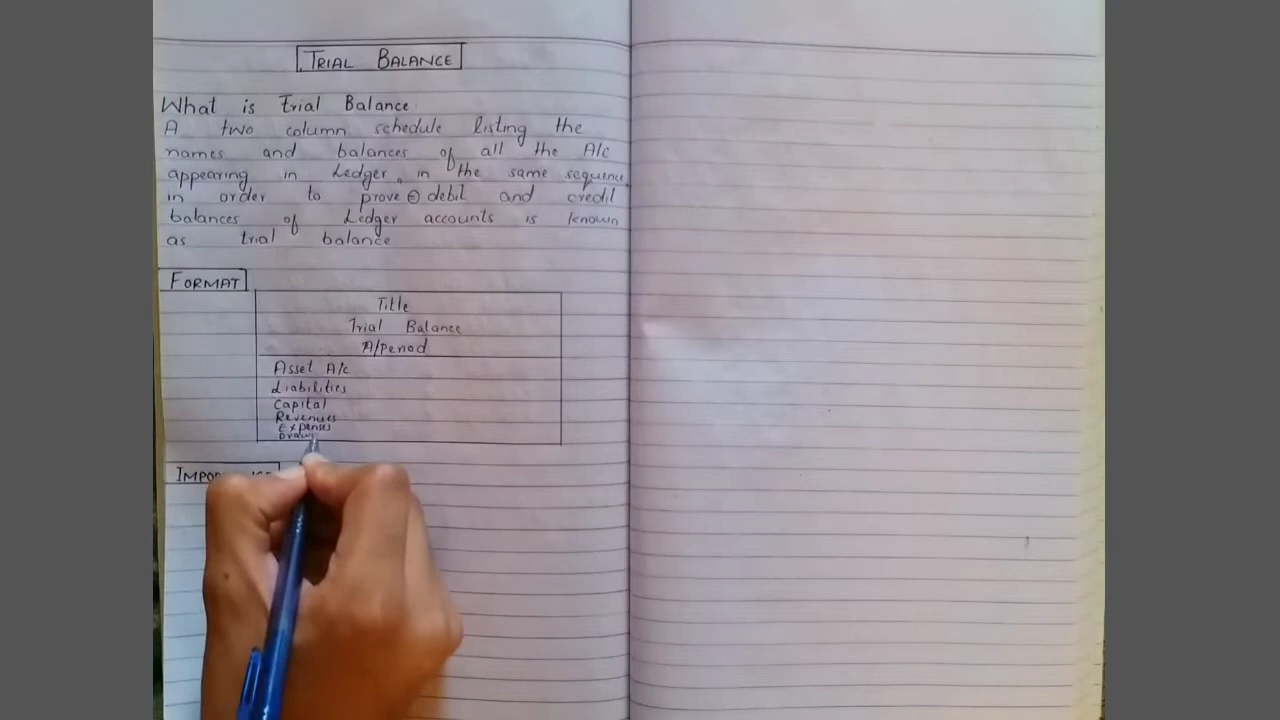 TRIAL BALANCE
What is Trial Balance
A two column schedule listing the
names and balances of all the A/c
appearing in Ledger, in the same sequence
in order to prove debit and credit
balances of Ledger accounts is known
as trial balance
FORMAT
Title
Trial Balance
A/Period
Asset A/c
Liabilities
Capital
Revenues
Expenses